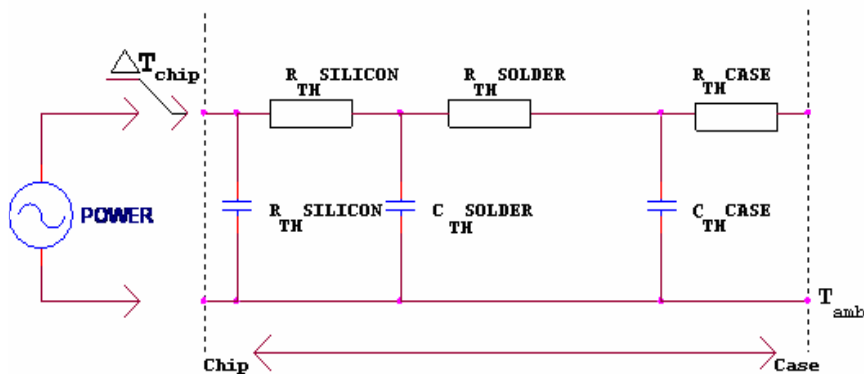 ΔT chip
R TH SILICON
R TH SOLDER
R TH CASE
POWER
R TH SILICON
C TH SOLDER
C TH CASE
T amb
Chip
Case